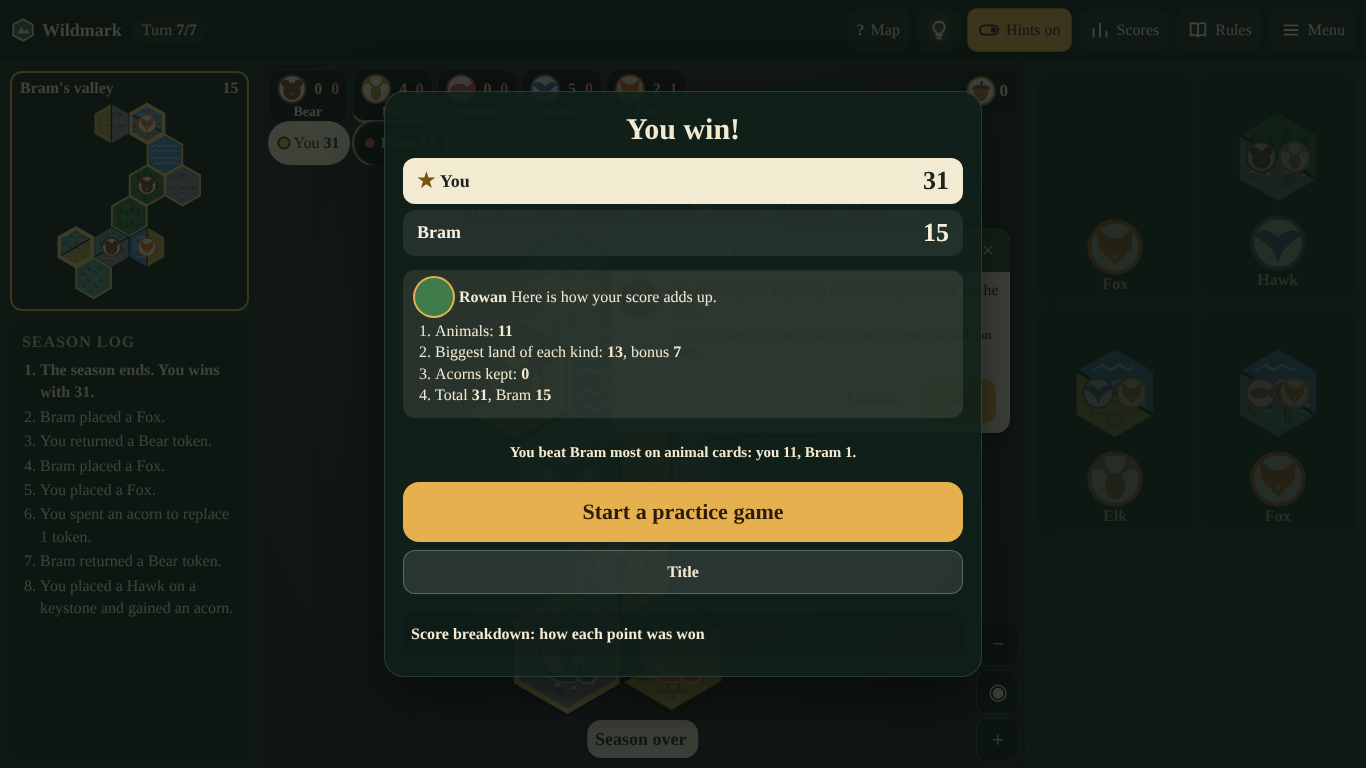 Wildmark
Turn 7/7
? Map
Hints on
Scores
Rules
Menu
Bram's valley 15
0 0
Bear
4 0
0 0
5 0
2 1
0
You 31
Bram 15
You win!
★ You 31
Bram 15
Rowan Here is how your score adds up.
1. Animals: 11
2. Biggest land of each kind: 13, bonus 7
3. Acorns kept: 0
4. Total 31, Bram 15
You beat Bram most on animal cards: you 11, Bram 1.
Start a practice game
Title
Score breakdown: how each point was won
Season over
SEASON LOG
1. The season ends. You wins
with 31.
2. Bram placed a Fox.
3. You returned a Bear token.
4. Bram placed a Fox.
5. You placed a Fox.
6. You spent an acorn to replace
1 token.
7. Bram returned a Bear token.
8. You placed a Hawk on a
keystone and gained an acorn.
Fox
Hawk
Elk
Fox